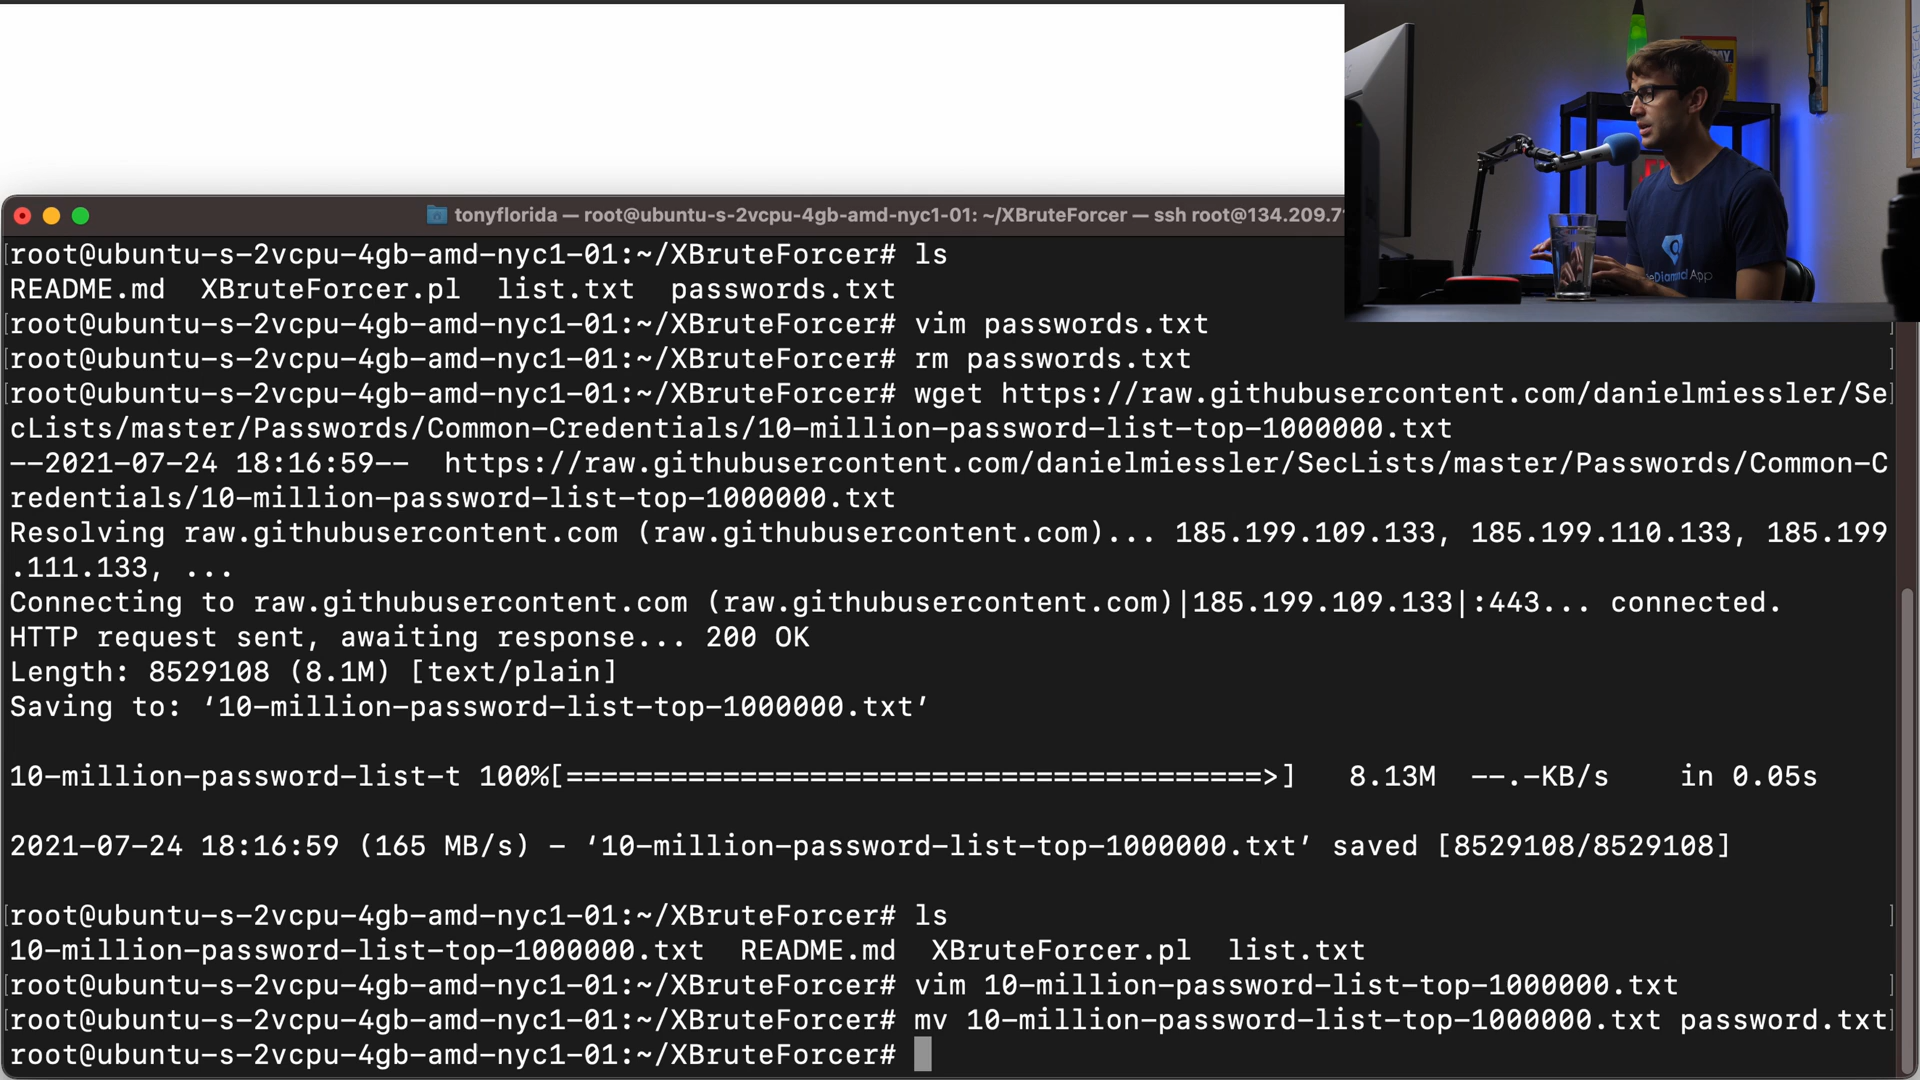 tonyflorida — root@ubuntu-s-2vcpu-4gb-amd-nyc1-01: ~/XBruteForcer — ssh root@134.209.7
root@ubuntu-s-2vcpu-4gb-amd-nyc1-01:~/XBruteForcer# ls
README.md  XBruteForcer.pl  list.txt  passwords.txt
root@ubuntu-s-2vcpu-4gb-amd-nyc1-01:~/XBruteForcer# vim passwords.txt
root@ubuntu-s-2vcpu-4gb-amd-nyc1-01:~/XBruteForcer# rm passwords.txt
root@ubuntu-s-2vcpu-4gb-amd-nyc1-01:~/XBruteForcer# wget https://raw.githubusercontent.com/danielmiessler/Se
cLists/master/Passwords/Common-Credentials/10-million-password-list-top-1000000.txt
--2021-07-24 18:16:59--  https://raw.githubusercontent.com/danielmiessler/SecLists/master/Passwords/Common-C
redentials/10-million-password-list-top-1000000.txt
Resolving raw.githubusercontent.com (raw.githubusercontent.com)... 185.199.109.133, 185.199.110.133, 185.199
.111.133, ...
Connecting to raw.githubusercontent.com (raw.githubusercontent.com)|185.199.109.133|:443... connected.
HTTP request sent, awaiting response... 200 OK
Length: 8529108 (8.1M) [text/plain]
Saving to: ‘10-million-password-list-top-1000000.txt’
10-million-password-list-t 100%[========================================>]   8.13M  --.-KB/s    in 0.05s
2021-07-24 18:16:59 (165 MB/s) - ‘10-million-password-list-top-1000000.txt’ saved [8529108/8529108]
root@ubuntu-s-2vcpu-4gb-amd-nyc1-01:~/XBruteForcer# ls
10-million-password-list-top-1000000.txt  README.md  XBruteForcer.pl  list.txt
root@ubuntu-s-2vcpu-4gb-amd-nyc1-01:~/XBruteForcer# vim 10-million-password-list-top-1000000.txt
root@ubuntu-s-2vcpu-4gb-amd-nyc1-01:~/XBruteForcer# mv 10-million-password-list-top-1000000.txt password.txt
root@ubuntu-s-2vcpu-4gb-amd-nyc1-01:~/XBruteForcer#